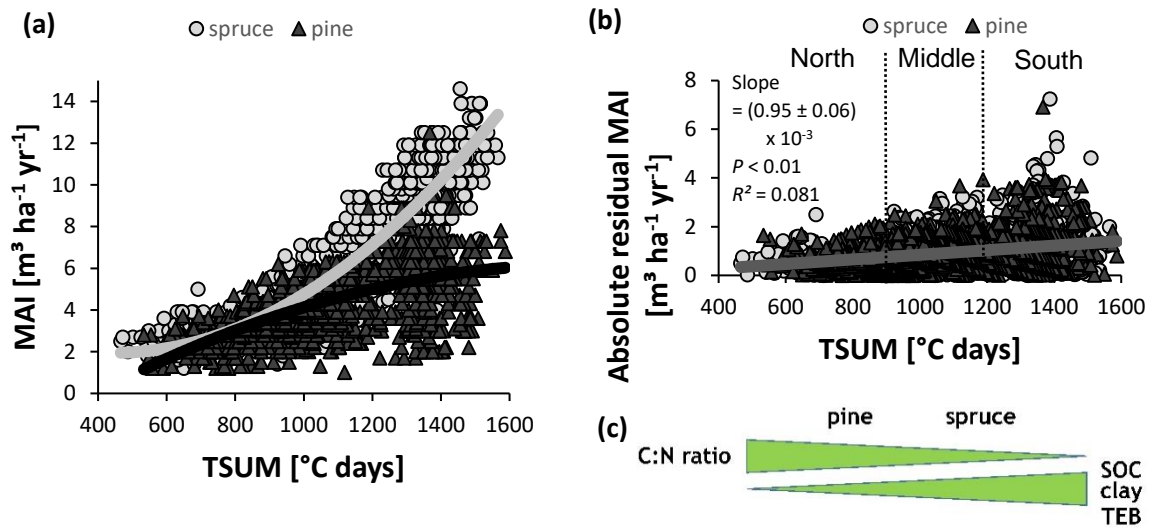 (a)
spruce pine
MAI [m³ ha⁻¹ yr⁻¹]
14
12
10
8
6
4
2
0
400 600 800 1000 1200 1400 1600
TSUM [°C days]
(b)
spruce pine
North Middle South
Absolute residual MAI
[m³ ha⁻¹ yr⁻¹]
8
6
4
2
0
Slope
= (0.95 ± 0.06)
x 10⁻³
P < 0.01
R² = 0.081
400 600 800 1000 1200 1400 1600
TSUM [°C days]
(c)
pine spruce
C:N ratio
SOC
clay
TEB